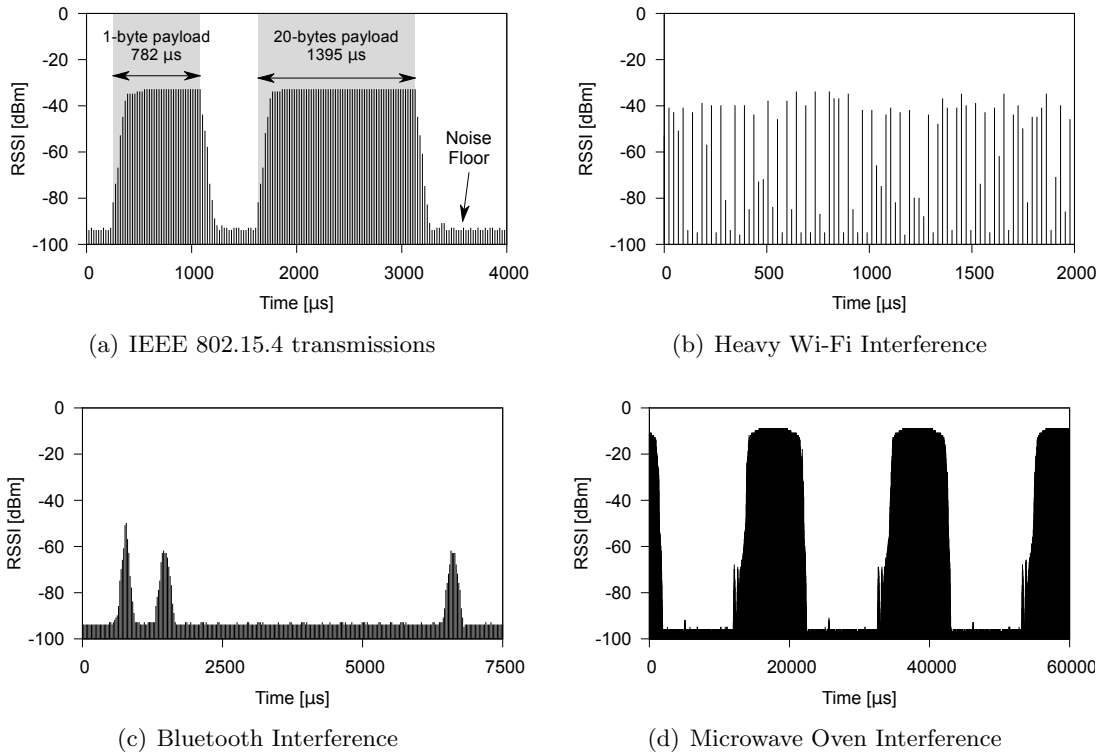 0
-20
-40
-60
-80
-100
RSSI [dBm]
1-byte payload
782 µs
20-bytes payload
1395 µs
Noise
Floor
0 1000 2000 3000 4000
Time [µs]
(a) IEEE 802.15.4 transmissions
0
-20
-40
-60
-80
-100
RSSI [dBm]
0 500 1000 1500 2000
Time [µs]
(b) Heavy Wi-Fi Interference
0
-20
-40
-60
-80
-100
RSSI [dBm]
0 2500 5000 7500
Time [µs]
(c) Bluetooth Interference
0
-20
-40
-60
-80
-100
RSSI [dBm]
0 20000 40000 60000
Time [µs]
(d) Microwave Oven Interference